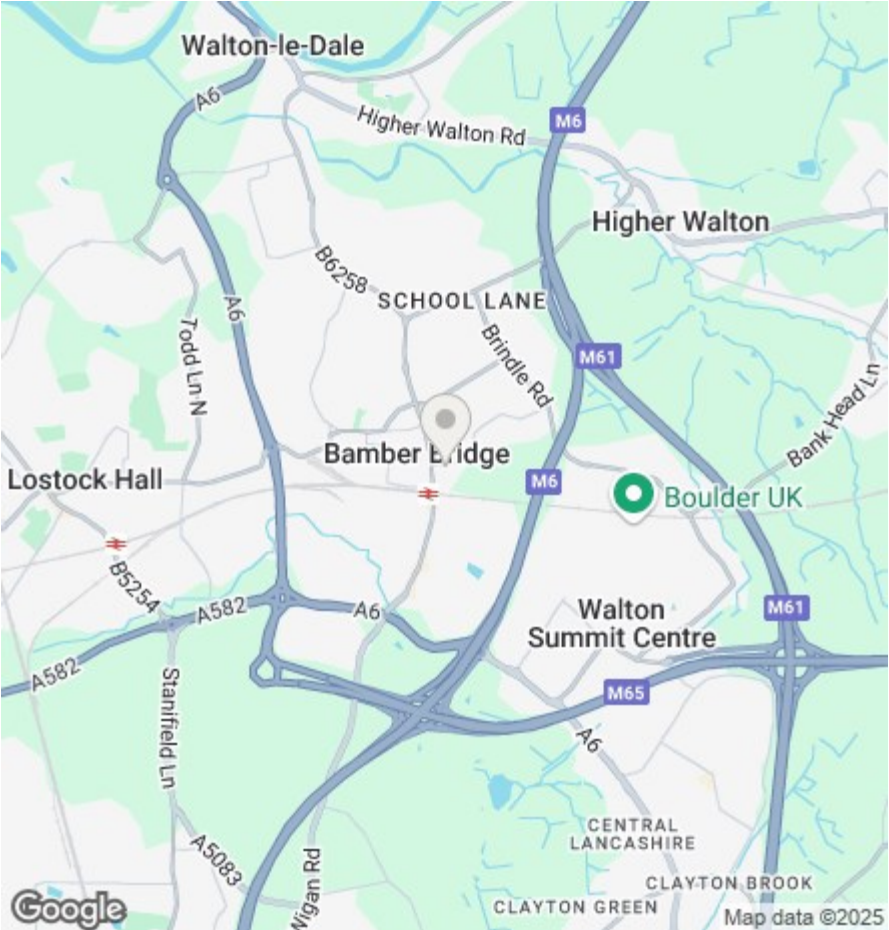 Walton-le-Dale
A6
Higher Walton Rd
M6
Higher Walton
B6258
SCHOOL LANE
A6
Todd Ln N
Brindle Rd
M61
Bank Head Ln
Bamber Bridge
Lostock Hall
M6
Boulder UK
B5254
A582
A6
Walton
Summit Centre
M61
A582
Stanifield Ln
M65
A6
A5083
Wigan Rd
CENTRAL
LANCASHIRE
CLAYTON BROOK
CLAYTON GREEN
Google
Map data ©2025